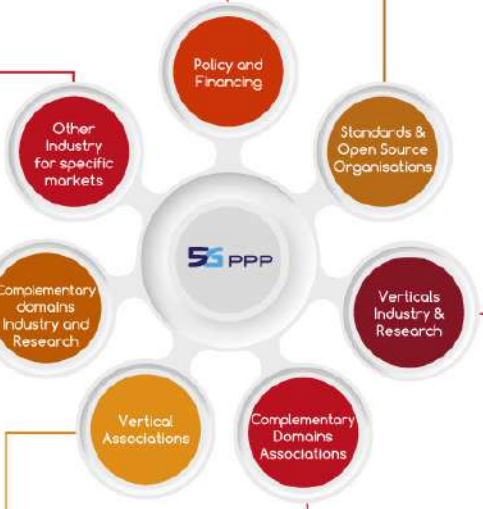 Policy and
Financing
Other
Industry
for specific
markets
Standards &
Open Source
Organisations
5G PPP
Complementary
domains
Industry and
Research
Verticals
Industry &
Research
Vertical
Associations
Complementary
Domains
Associations